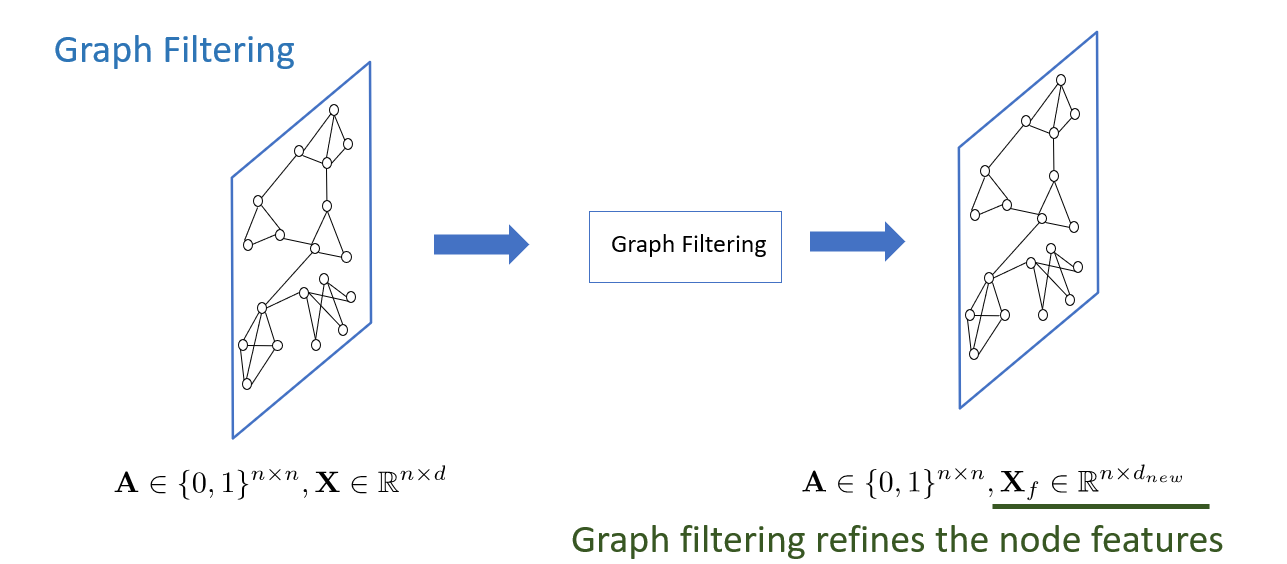 Graph Filtering
Graph Filtering
𝐀 ∈ {0, 1}^{n×n}, 𝐗 ∈ ℝ^{n×d}
𝐀 ∈ {0, 1}^{n×n}, 𝐗_f ∈ ℝ^{n×d_{new}}
Graph filtering refines the node features